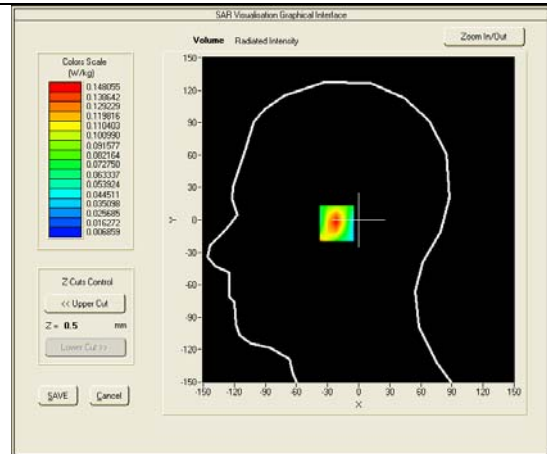 SAR Visualisation Graphical Interface
Volume Radiated Intensity
Zoom In/Out
Colors Scale
(W/kg)
0.148055
0.138642
0.129229
0.119816
0.110403
0.100990
0.091577
0.082164
0.072750
0.063337
0.053924
0.044511
0.035098
0.025685
0.016272
0.006859
Z Cuts Control
<< Upper Cut
Z = 0.5 mm
Lower Cut >>
SAVE Cancel
150
120
90
60
30
0
-30
-60
-90
-120
-150
Y
-150 -120 -90 -60 -30 0 30 60 90 120 150
X